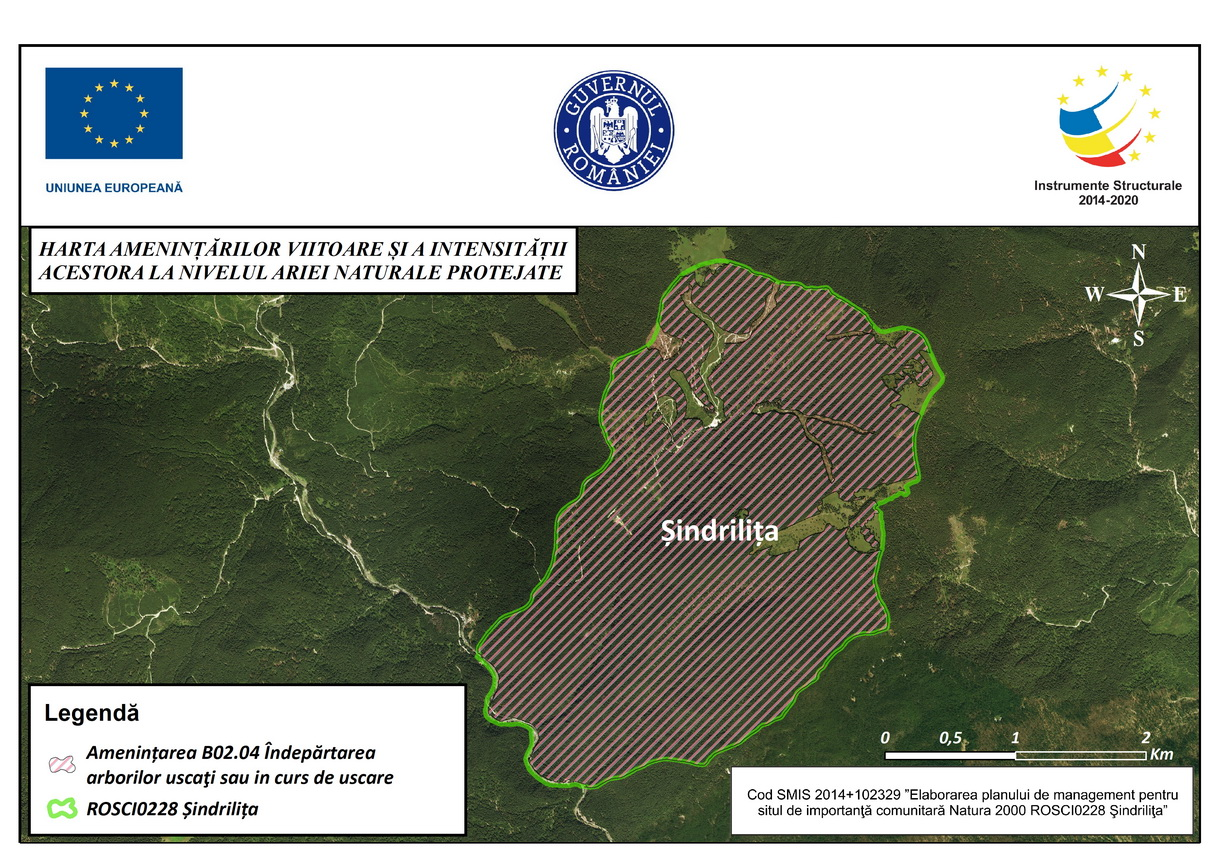 UNIUNEA EUROPEANĂ
GUVERNUL
ROMÂNIEI
Instrumente Structurale
2014-2020
HARTA AMENINȚĂRILOR VIITOARE ȘI A INTENSITĂȚII
ACESTORA LA NIVELUL ARIEI NATURALE PROTEJATE
N
W E
S
Șindrilița
Legendă
Amenințarea B02.04 Îndepărtarea
arborilor uscaţi sau in curs de uscare
ROSCI0228 Șindrilița
0 0,5 1 2
Km
Cod SMIS 2014+102329 ”Elaborarea planului de management pentru
situl de importanţă comunitară Natura 2000 ROSCI0228 Şindriliţa”